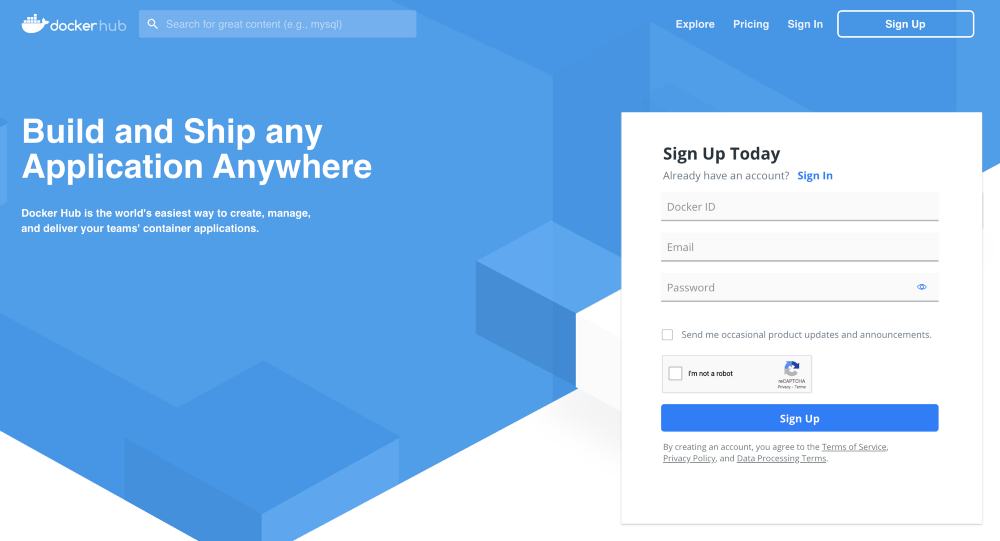 docker hub
Search for great content (e.g., mysql)
Explore
Pricing
Sign In
Sign Up
Build and Ship any
Application Anywhere
Docker Hub is the world's easiest way to create, manage,
and deliver your teams' container applications.
Sign Up Today
Already have an account? Sign In
Docker ID
Email
Password
Send me occasional product updates and announcements.
I'm not a robot
reCAPTCHA
Privacy - Terms
Sign Up
By creating an account, you agree to the Terms of Service,
Privacy Policy, and Data Processing Terms.